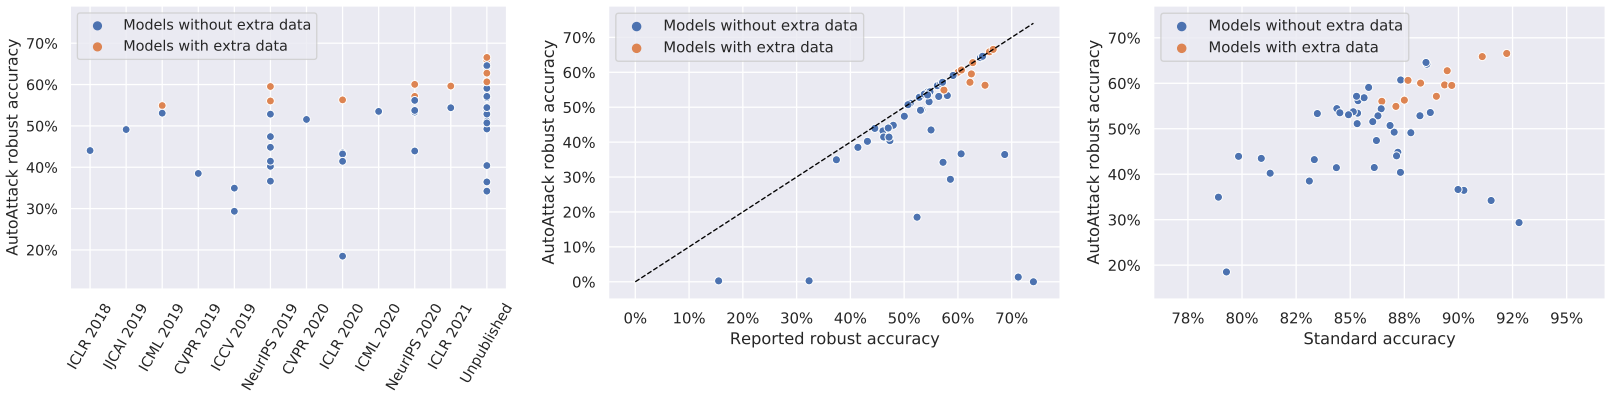 Models without extra data
Models with extra data
AutoAttack robust accuracy
70%
60%
50%
40%
30%
20%
ICLR 2018
IJCAI 2019
ICML 2019
CVPR 2019
ICCV 2019
NeurIPS 2019
CVPR 2020
ICLR 2020
ICML 2020
NeurIPS 2020
ICLR 2021
Unpublished
Models without extra data
Models with extra data
AutoAttack robust accuracy
70%
60%
50%
40%
30%
20%
10%
0%
0%
10%
20%
30%
40%
50%
60%
70%
Reported robust accuracy
Models without extra data
Models with extra data
AutoAttack robust accuracy
70%
60%
50%
40%
30%
20%
78%
80%
82%
85%
88%
90%
92%
95%
Standard accuracy